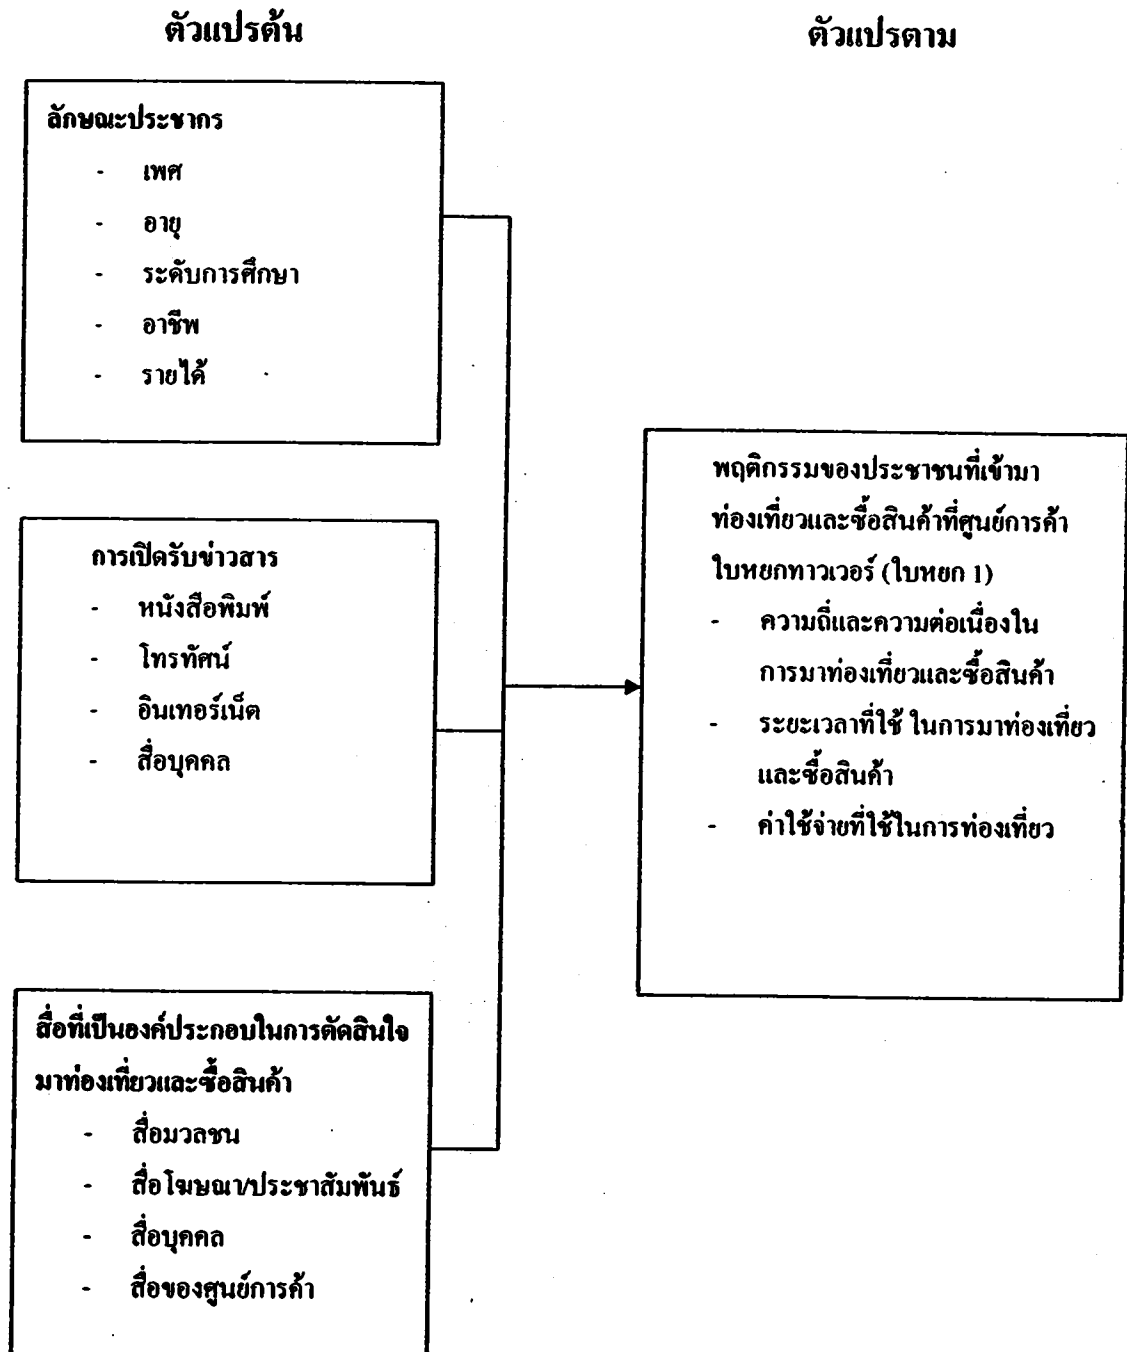 ตัวแปรต้น
ตัวแปรตาม
ลักษณะประชากร
- เพศ
- อายุ
- ระดับการศึกษา
- อาชีพ
- รายได้
การเปิดรับข่าวสาร
- หนังสือพิมพ์
- โทรทัศน์
- อินเทอร์เน็ต
- สื่อบุคคล
สื่อที่เป็นองค์ประกอบในการตัดสินใจ
มาท่องเที่ยวและซื้อสินค้า
- สื่อมวลชน
- สื่อโฆษณา/ประชาสัมพันธ์
- สื่อบุคคล
- สื่อของศูนย์การค้า
พฤติกรรมของประชาชนที่เข้ามา
ท่องเที่ยวและซื้อสินค้าที่ศูนย์การค้า
ใบหยกทาวเวอร์ (ใบหยก 1)
- ความถี่และความต่อเนื่องใน
การมาท่องเที่ยวและซื้อสินค้า
- ระยะเวลาที่ใช้ ในการมาท่องเที่ยว
และซื้อสินค้า
- ค่าใช้จ่ายที่ใช้ในการท่องเที่ยว